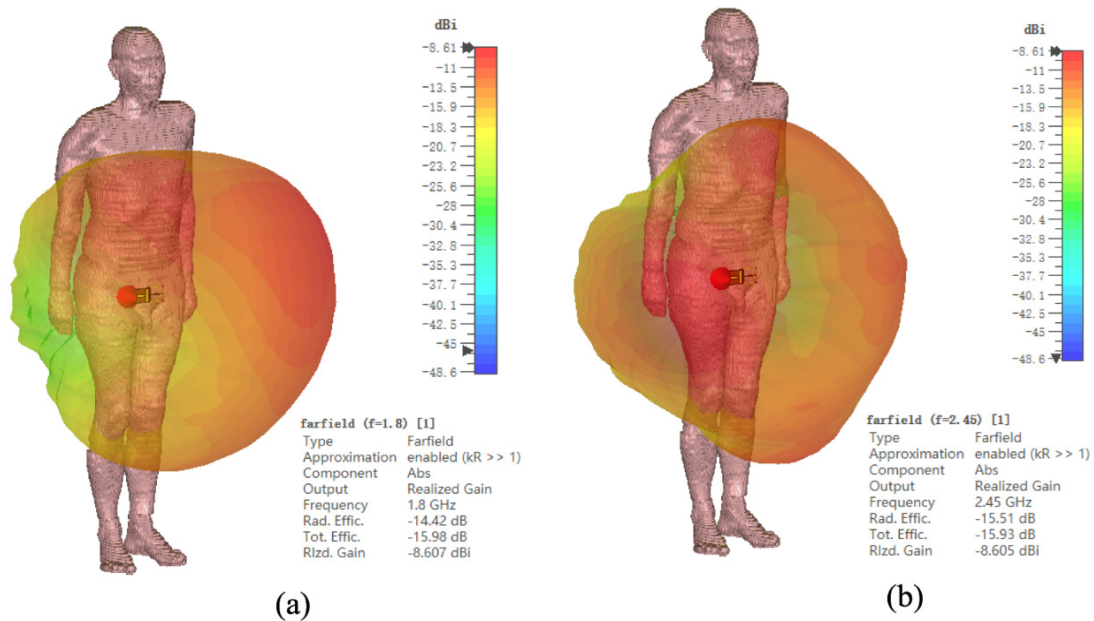 dBi
-8.61
-11
-13.5
-15.9
-18.3
-20.7
-23.2
-25.6
-28
-30.4
-32.8
-35.3
-37.7
-40.1
-42.5
-45
-48.6
farfield (f=1.8) [1]
Type Farfield
Approximation enabled (kR >> 1)
Component Abs
Output Realized Gain
Frequency 1.8 GHz
Rad. Effic. -14.42 dB
Tot. Effic. -15.98 dB
Rlzd. Gain -8.607 dBi
(a)
dBi
-8.61
-11
-13.5
-15.9
-18.3
-20.7
-23.2
-25.6
-28
-30.4
-32.8
-35.3
-37.7
-40.1
-42.5
-45
-48.6
farfield (f=2.45) [1]
Type Farfield
Approximation enabled (kR >> 1)
Component Abs
Output Realized Gain
Frequency 2.45 GHz
Rad. Effic. -15.51 dB
Tot. Effic. -15.93 dB
Rlzd. Gain -8.605 dBi
(b)